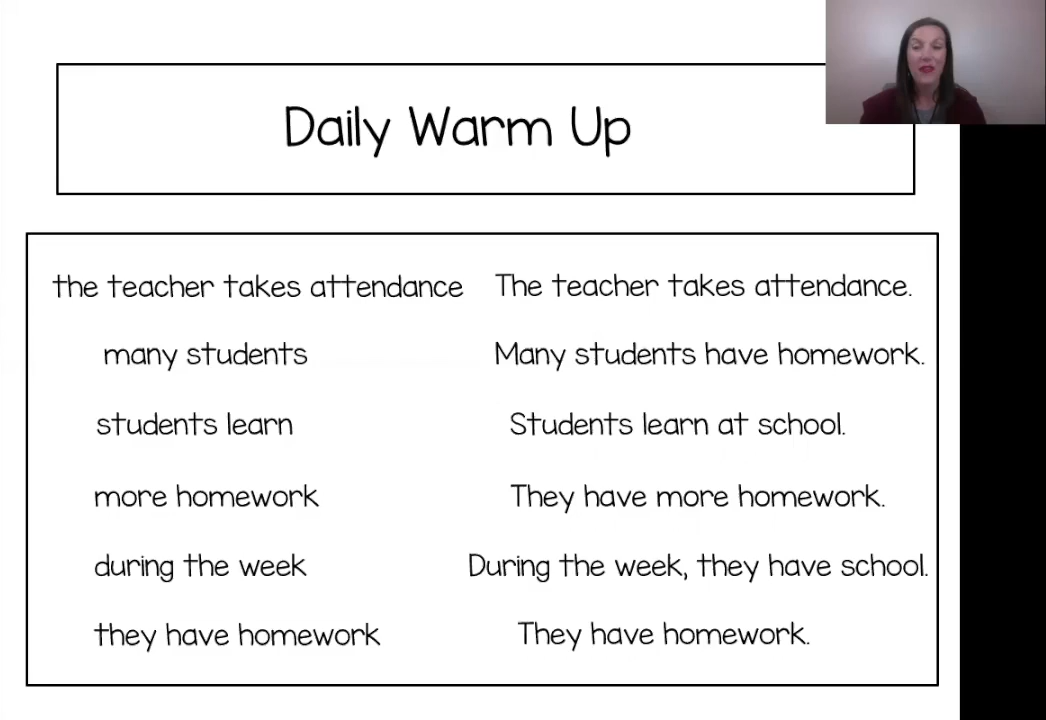 Daily Warm Up
the teacher takes attendance The teacher takes attendance.
many students Many students have homework.
students learn Students learn at school.
more homework They have more homework.
during the week During the week, they have school.
they have homework They have homework.